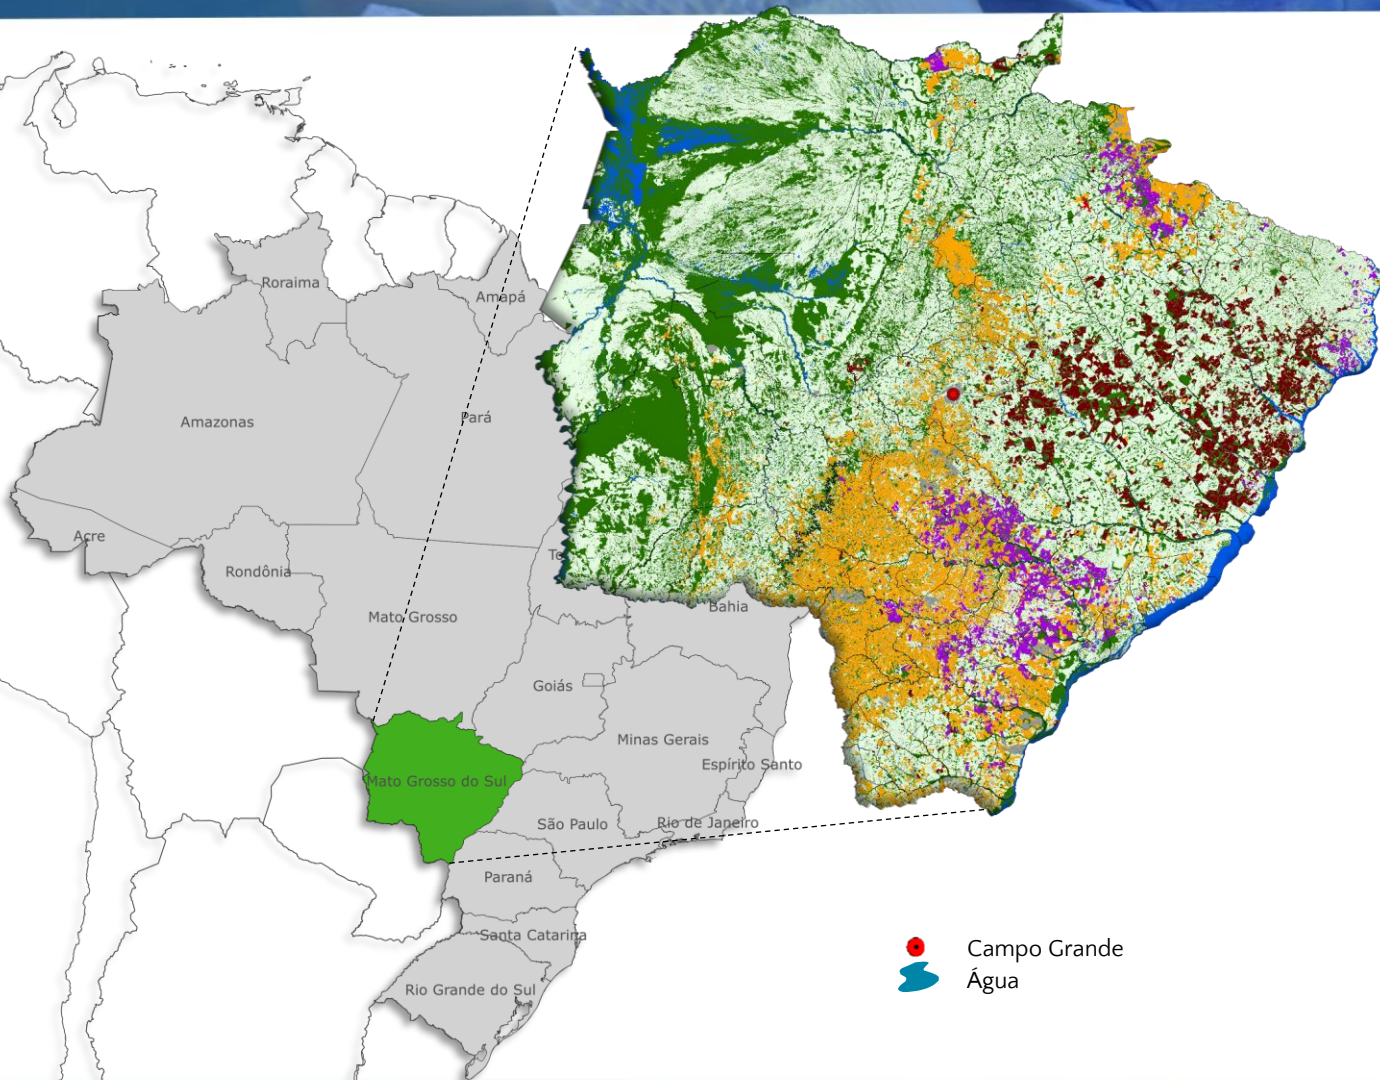 Roraima
Amapá
Amazonas
Pará
Acre
Rondônia
To
Mato Grosso
Bahia
Goiás
Minas Gerais
Espírito Santo
Mato Grosso do Sul
São Paulo
Rio de Janeiro
Paraná
Santa Catarina
Rio Grande do Sul
Campo Grande
Água